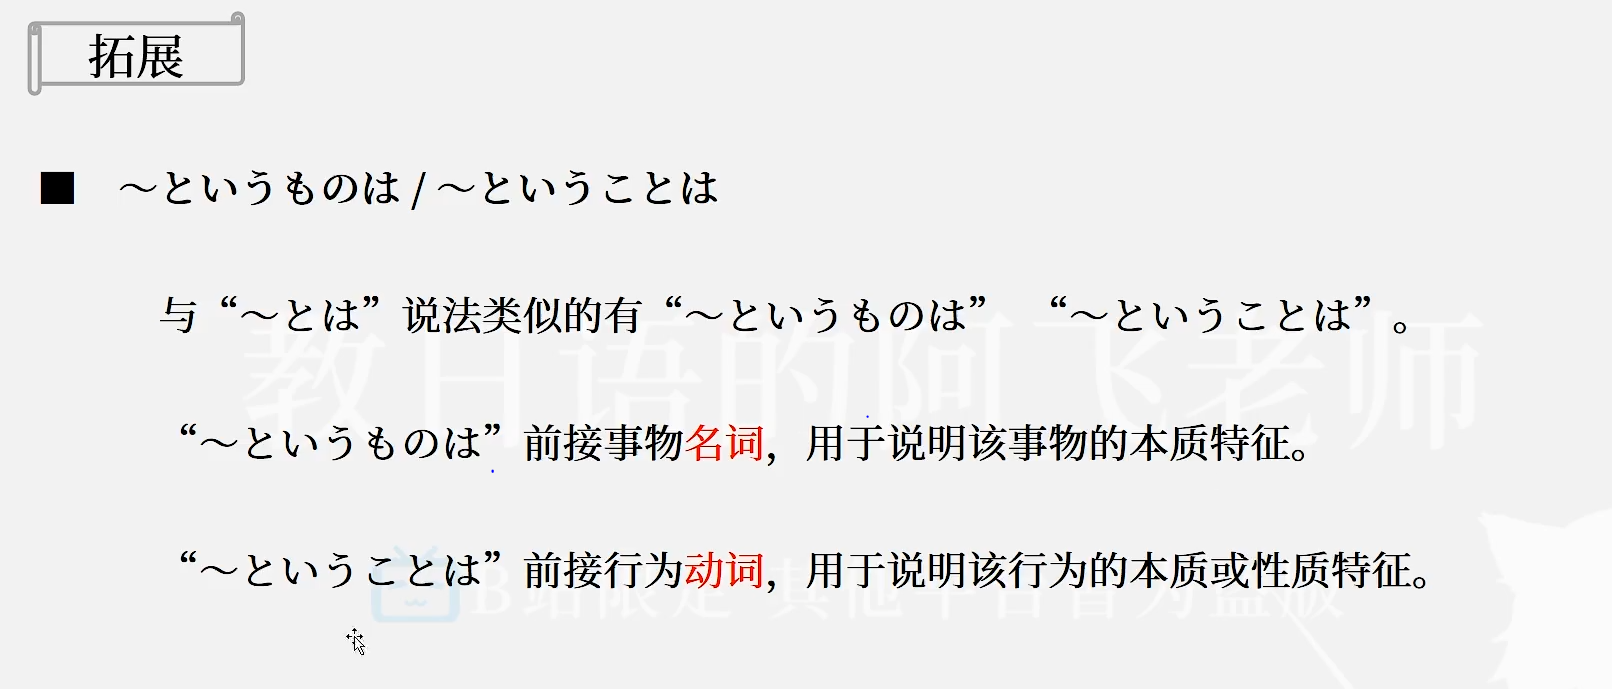 拓展
■ ～というものは / ～ということは
与“～とは”说法类似的有“～というものは” “～ということは”。
教日语的阿飞老师
“～というものは”前接事物名词，用于说明该事物的本质特征。
“～ということは”前接行为动词，用于说明该行为的本质或性质特征。
B站限定 其他平台皆为盗版